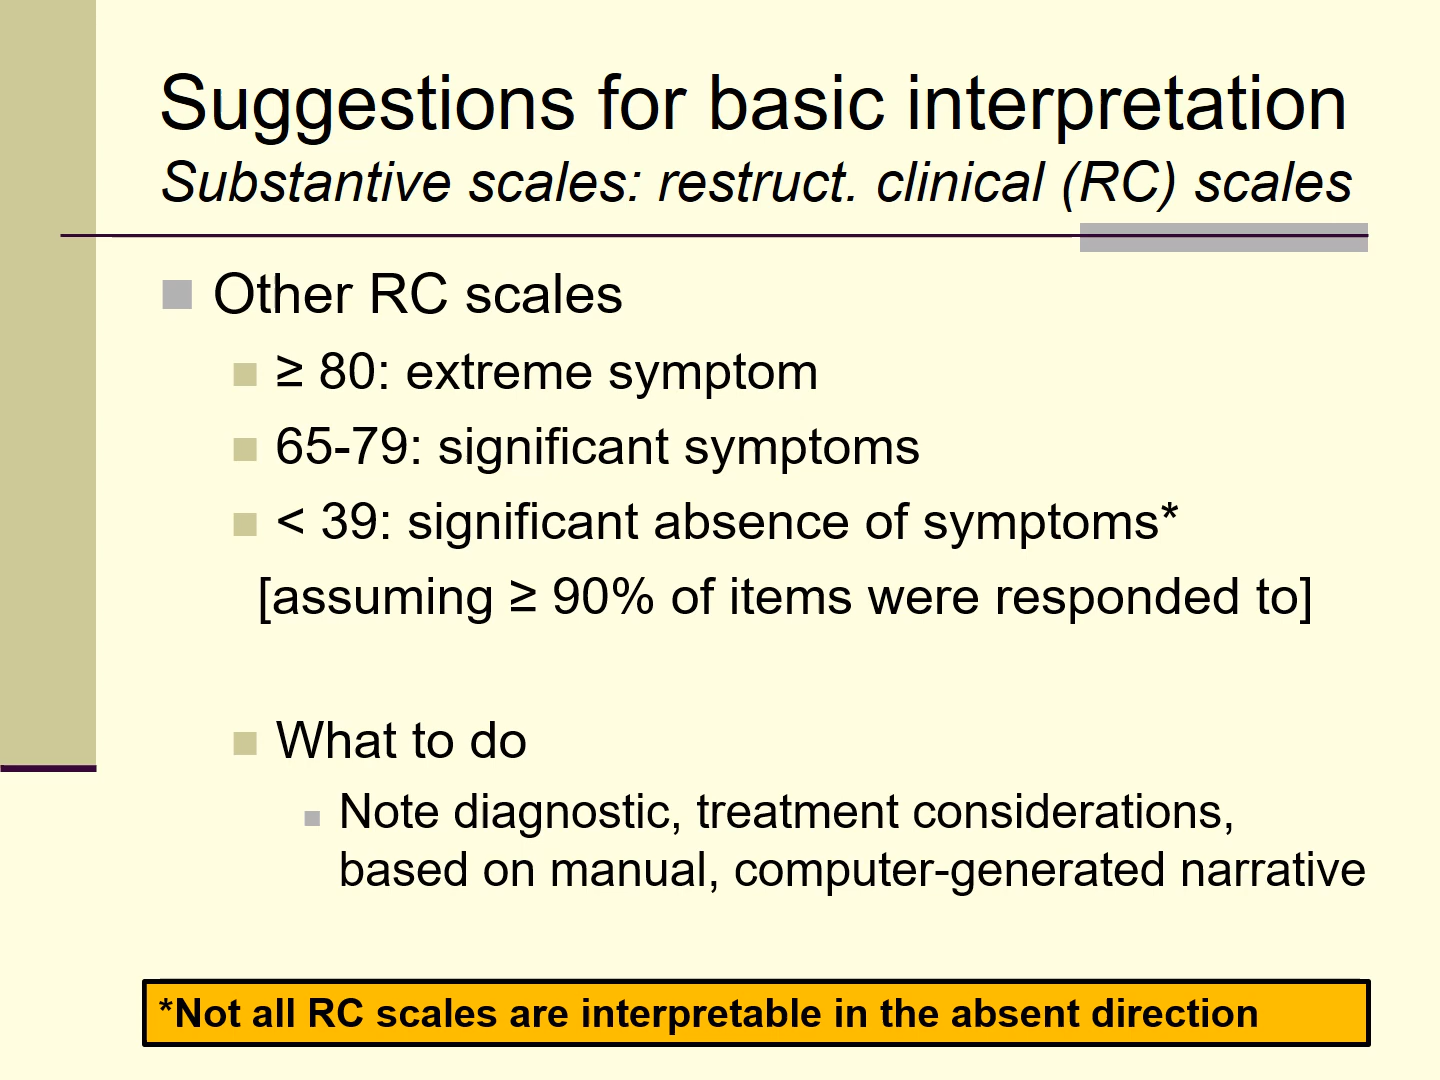 Suggestions for basic interpretation
Substantive scales: restruct. clinical (RC) scales
Other RC scales
≥ 80: extreme symptom
65-79: significant symptoms
< 39: significant absence of symptoms*
[assuming ≥ 90% of items were responded to]
What to do
Note diagnostic, treatment considerations,
based on manual, computer-generated narrative
*Not all RC scales are interpretable in the absent direction